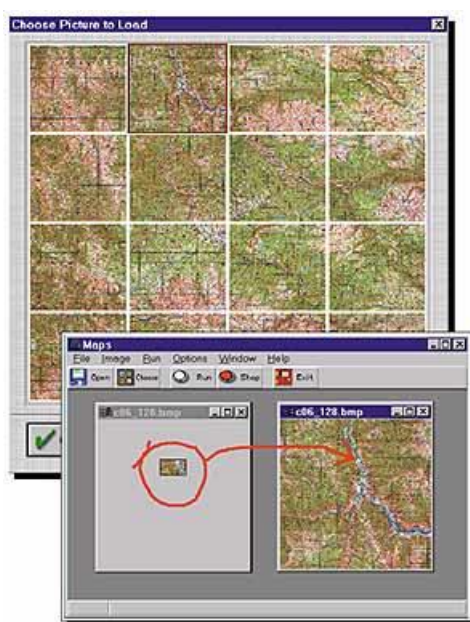 Choose Picture to Load
Maps
File Image Run Options Window Help
Open Choose Run Stop Exit
c06_128.bmp
c06_128.bmp